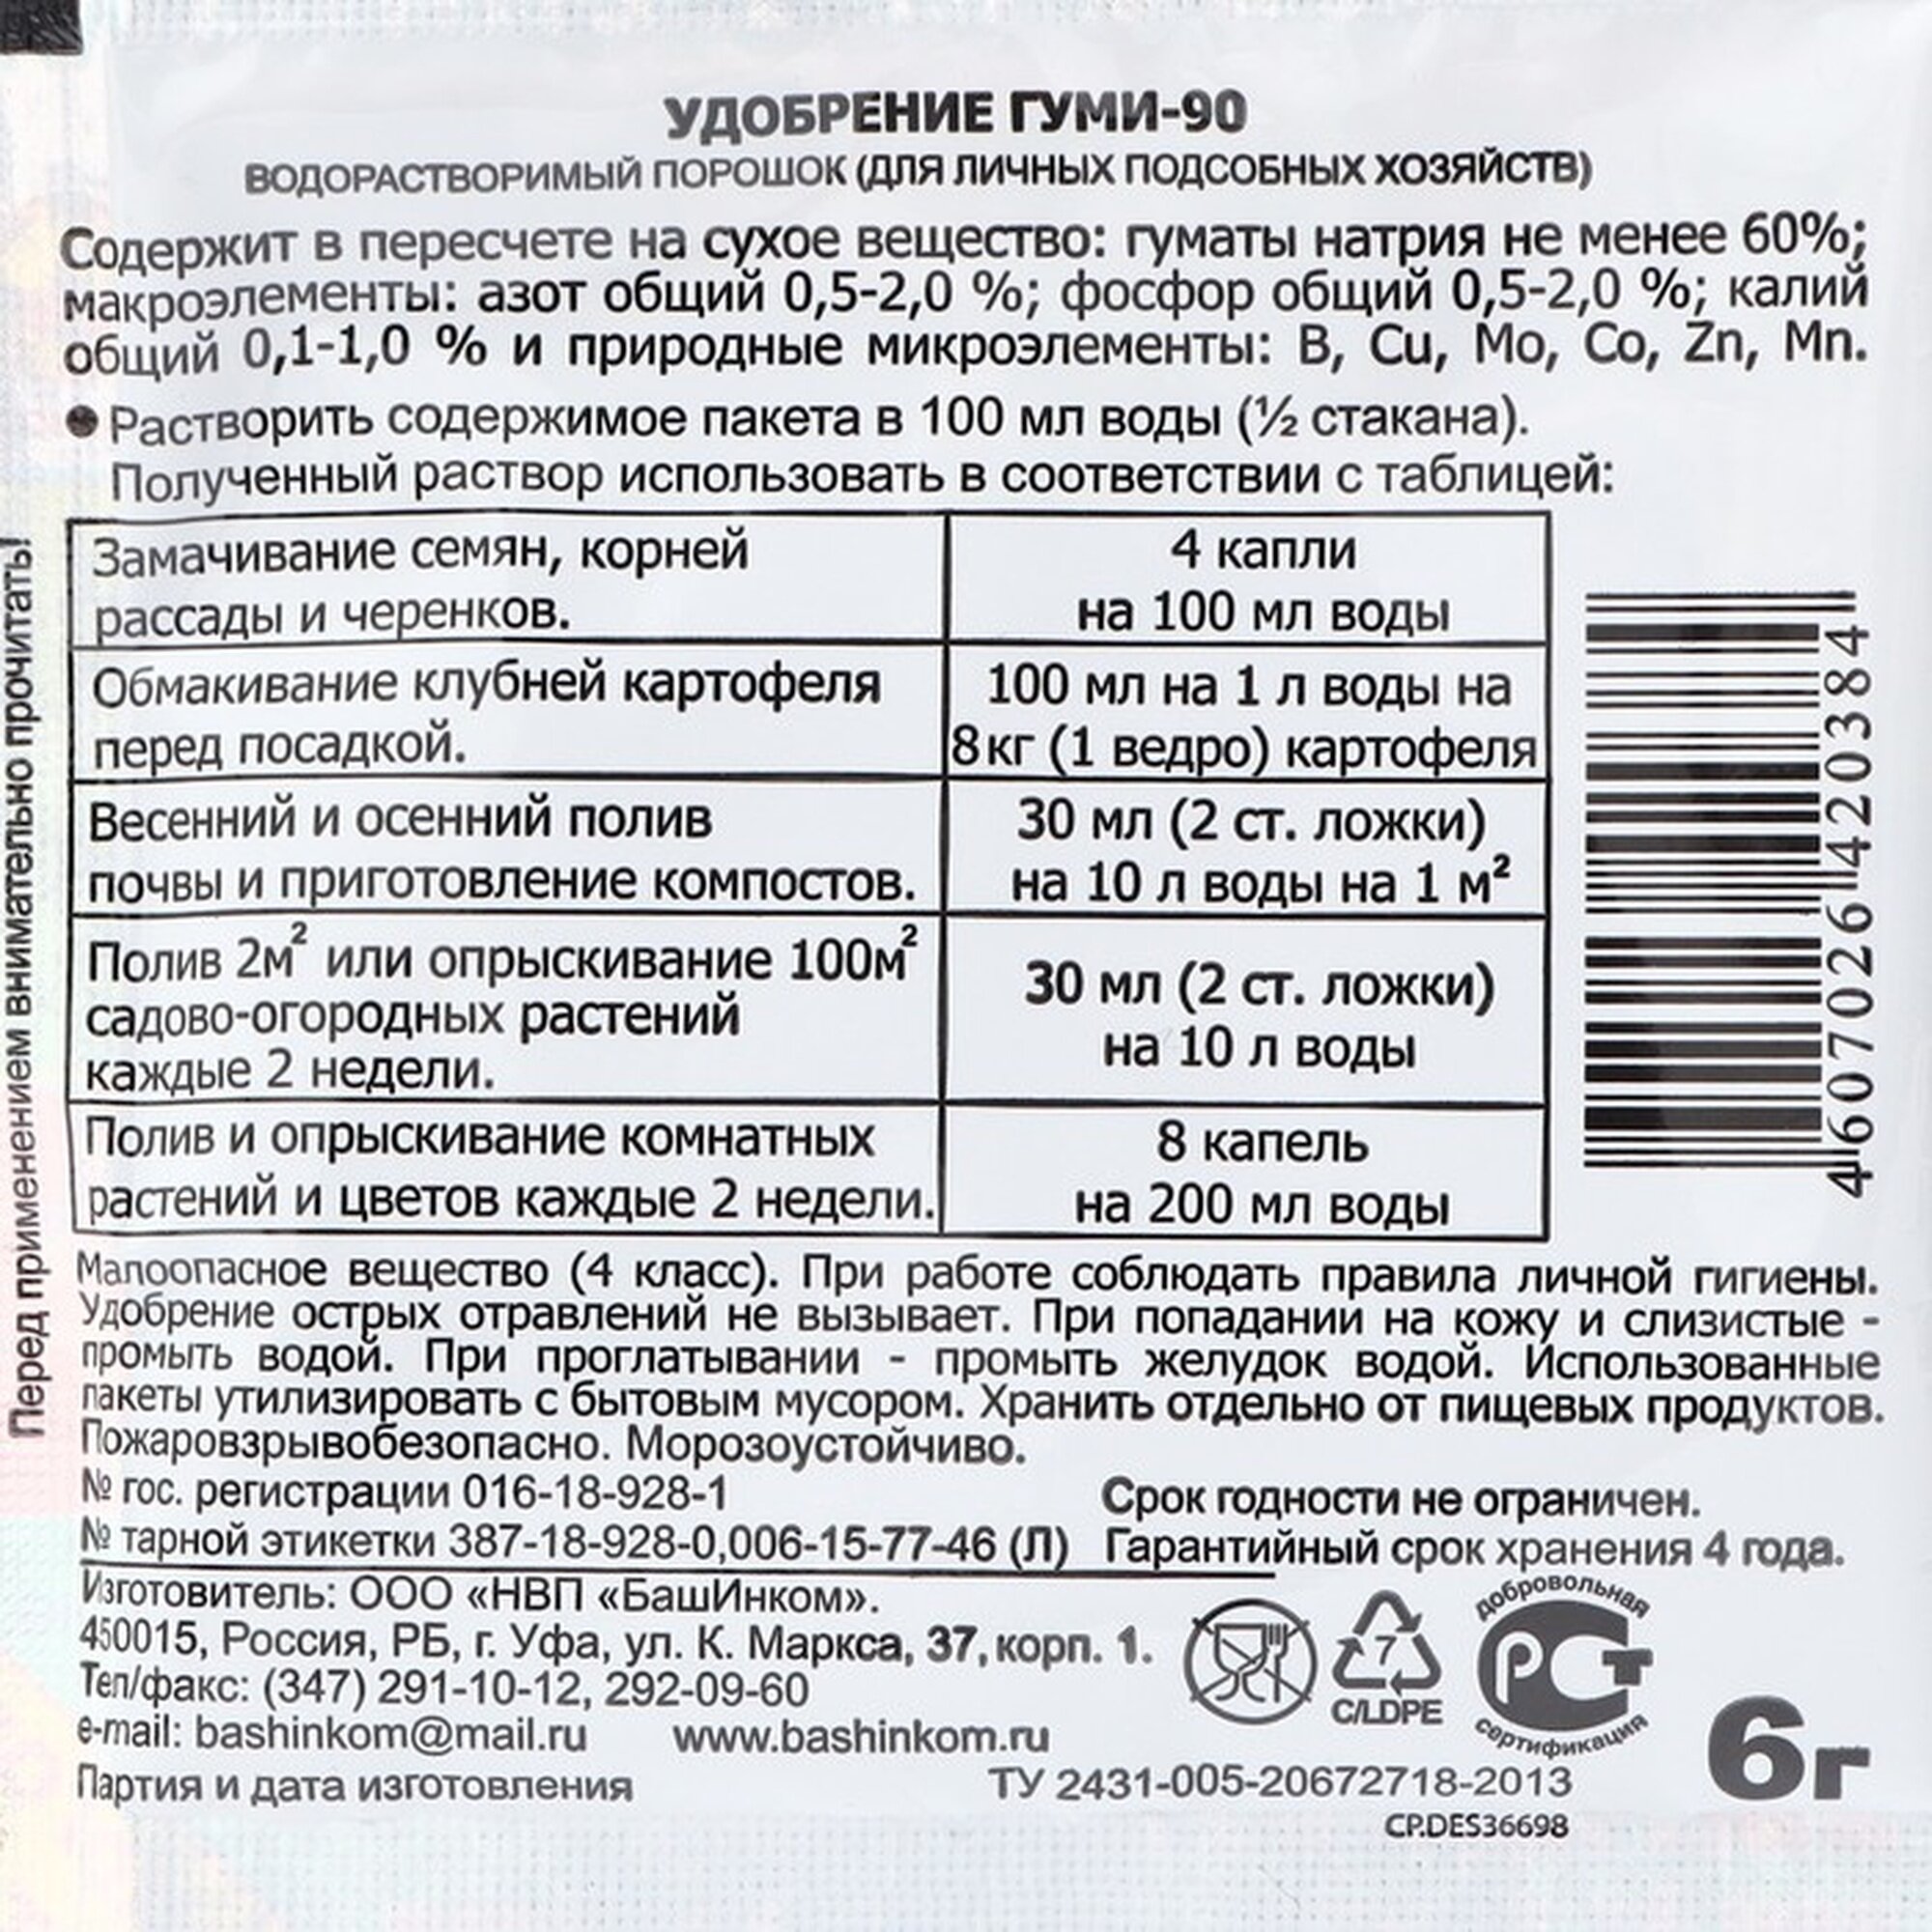 УДОБРЕНИЕ ГУМИ-90
ВОДОРАСТВОРИМЫЙ ПОРОШОК (ДЛЯ ЛИЧНЫХ ПОДСОБНЫХ ХОЗЯЙСТВ)
Содержит в пересчете на сухое вещество: гуматы натрия не менее 60%;
макроэлементы: азот общий 0,5-2,0 %; фосфор общий 0,5-2,0 %; калий
общий 0,1-1,0 % и природные микроэлементы: B, Cu, Mo, Co, Zn, Mn.
● Растворить содержимое пакета в 100 мл воды (½ стакана).
Полученный раствор использовать в соответствии с таблицей:
Замачивание семян, корней
рассады и черенков.
4 капли
на 100 мл воды
Обмакивание клубней картофеля
перед посадкой.
100 мл на 1 л воды на
8 кг (1 ведро) картофеля
Весенний и осенний полив
почвы и приготовление компостов.
30 мл (2 ст. ложки)
на 10 л воды на 1 м²
Полив 2м² или опрыскивание 100м²
садово-огородных растений
каждые 2 недели.
30 мл (2 ст. ложки)
на 10 л воды
Полив и опрыскивание комнатных
растений и цветов каждые 2 недели.
8 капель
на 200 мл воды
4607026420384
Перед применением внимательно прочитать!
Малоопасное вещество (4 класс). При работе соблюдать правила личной гигиены.
Удобрение острых отравлений не вызывает. При попадании на кожу и слизистые -
промыть водой. При проглатывании - промыть желудок водой. Использованные
пакеты утилизировать с бытовым мусором. Хранить отдельно от пищевых продуктов.
Пожаровзрывобезопасно. Морозоустойчиво.
№ гос. регистрации 016-18-928-1
Срок годности не ограничен.
№ тарной этикетки 387-18-928-0,006-15-77-46 (Л)
Гарантийный срок хранения 4 года.
Изготовитель: ООО «НВП «БашИнком».
450015, Россия, РБ, г. Уфа, ул. К. Маркса, 37, корп. 1.
Тел/факс: (347) 291-10-12, 292-09-60
e-mail: bashinkom@mail.ru www.bashinkom.ru
7
C/LDPE
добровольная
РСТ
сертификация
6г
Партия и дата изготовления
ТУ 2431-005-20672718-2013
CP.DES36698